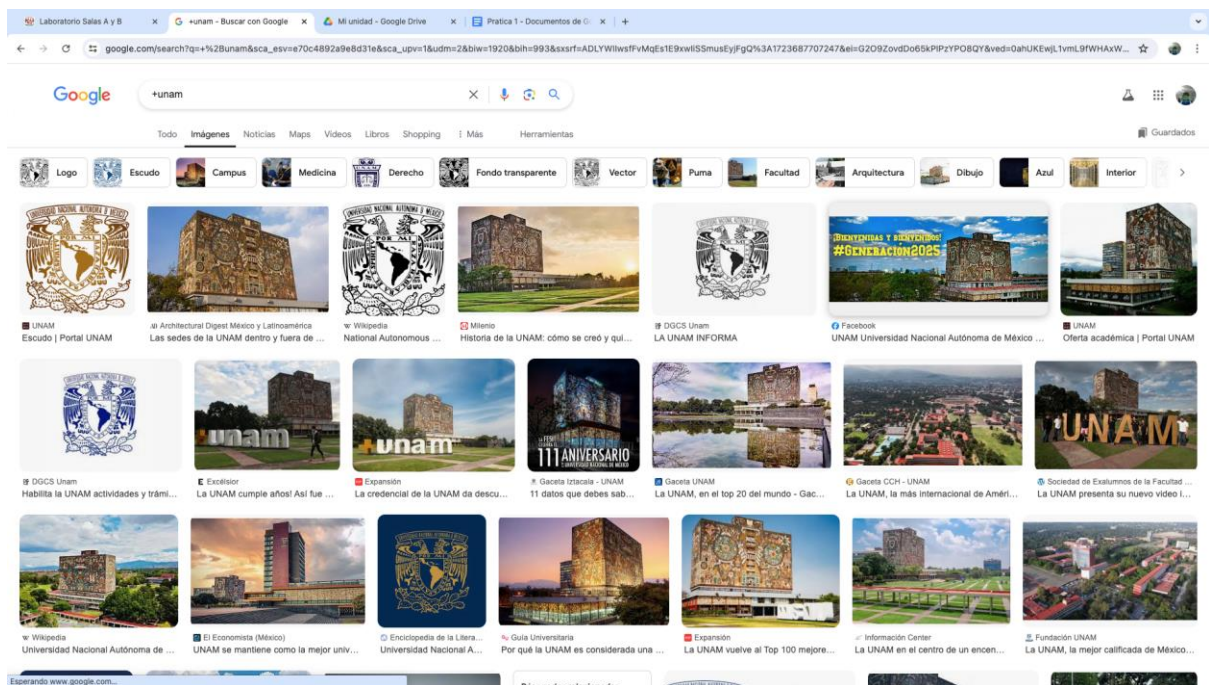 Laboratorio Salas A y B
+unam - Buscar con Google
Mi unidad - Google Drive
Pratica 1 - Documentos de Go
google.com/search?q=+%2Bunam&sca_esv=e70c4892a9e8d31e&sca_upv=1&udm=2&biw=1920&bih=993&sxsrf=ADLYWIIwsfFvMqEs1E9xwliSSmusEyjFgQ%3A1723687707247&ei=G2O9ZovdDo65kPIPzYPO8QY&ved=0ahUKEwjL1vmL9fWHAxW...
Google
+unam
Todo Imágenes Noticias Maps Videos Libros Shopping Más Herramientas
Guardados
Logo Escudo Campus Medicina Derecho Fondo transparente Vector Puma Facultad Arquitectura Dibujo Azul Interior
¡BIENVENIDAS Y BIENVENIDOS!
#GENERACIÓN2025
UNAM
Escudo | Portal UNAM
Architectural Digest México y Latinoamérica
Las sedes de la UNAM dentro y fuera de ...
Wikipedia
National Autonomous ...
Milenio
Historia de la UNAM: cómo se creó y qui...
DGCS Unam
LA UNAM INFORMA
Facebook
UNAM Universidad Nacional Autónoma de México ...
UNAM
Oferta académica | Portal UNAM
+unam
+unam
111 ANIVERSARIO
UNAM
DGCS Unam
Habilita la UNAM actividades y trámi...
Excélsior
La UNAM cumple años! Así fue ...
Expansión
La credencial de la UNAM da descu...
Gaceta Iztacala - UNAM
11 datos que debes sab...
Gaceta UNAM
La UNAM, en el top 20 del mundo - Gac...
Gaceta CCH - UNAM
La UNAM, la más internacional de Améri...
Sociedad de Exalumnos de la Facultad ...
La UNAM presenta su nuevo video i...
Wikipedia
Universidad Nacional Autónoma de ...
El Economista (México)
UNAM se mantiene como la mejor univ...
Enciclopedia de la Litera...
Universidad Nacional A...
Guía Universitaria
Por qué la UNAM es considerada una ...
Expansión
La UNAM vuelve al Top 100 mejore...
Información Center
La UNAM en el centro de un encen...
Fundación UNAM
La UNAM, la mejor calificada de México...
Esperando www.google.com...